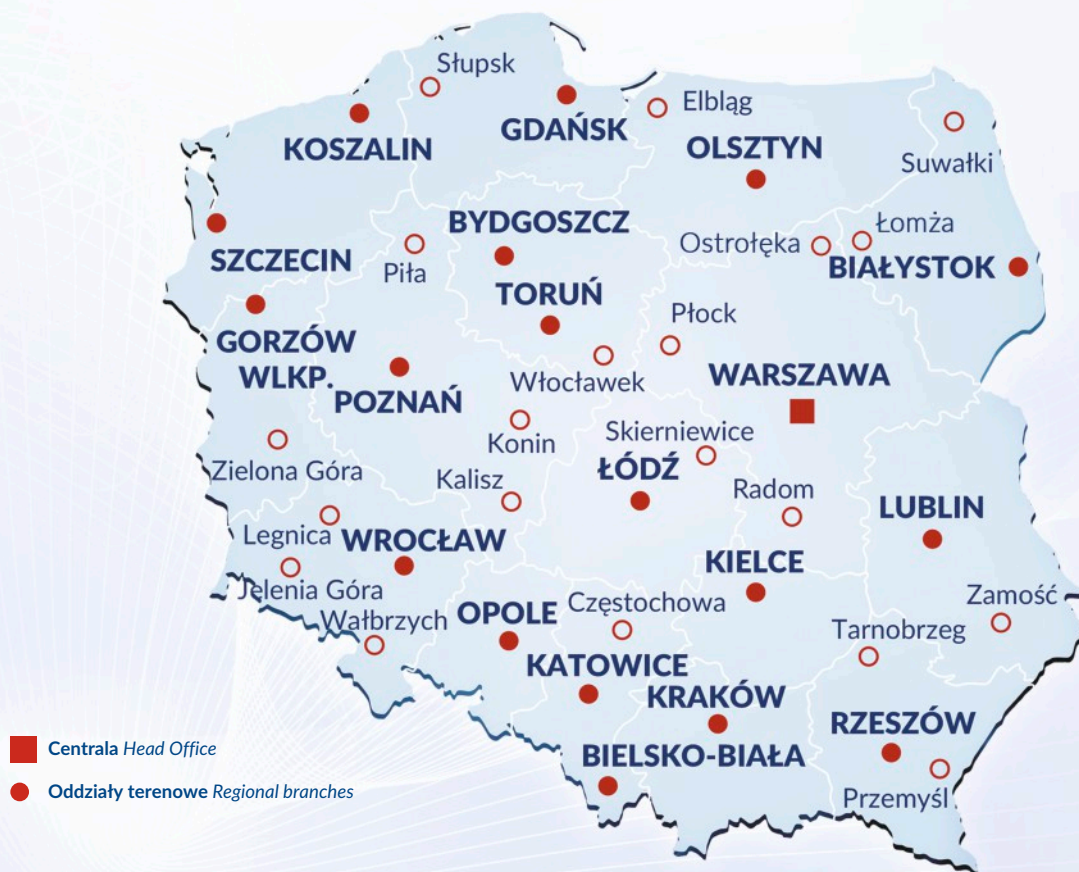 Słupsk
Elbląg
GDAŃSK
KOSZALIN
OLSZTYN
Suwałki
BYDGOSZCZ
Łomża
Ostrołęka
SZCZECIN
Piła
BIAŁYSTOK
TORUŃ
Płock
GORZÓW
WLKP.
Włocławek
WARSZAWA
POZNAŃ
Konin
Skierniewice
Zielona Góra
Kalisz
ŁÓDŹ
Radom
LUBLIN
Legnica
WROCŁAW
KIELCE
Jelenia Góra
Częstochowa
Zamość
Wałbrzych
OPOLE
Tarnobrzeg
KATOWICE
KRAKÓW
RZESZÓW
Centrala Head Office
BIELSKO-BIAŁA
Oddziały terenowe Regional branches
Przemyśl